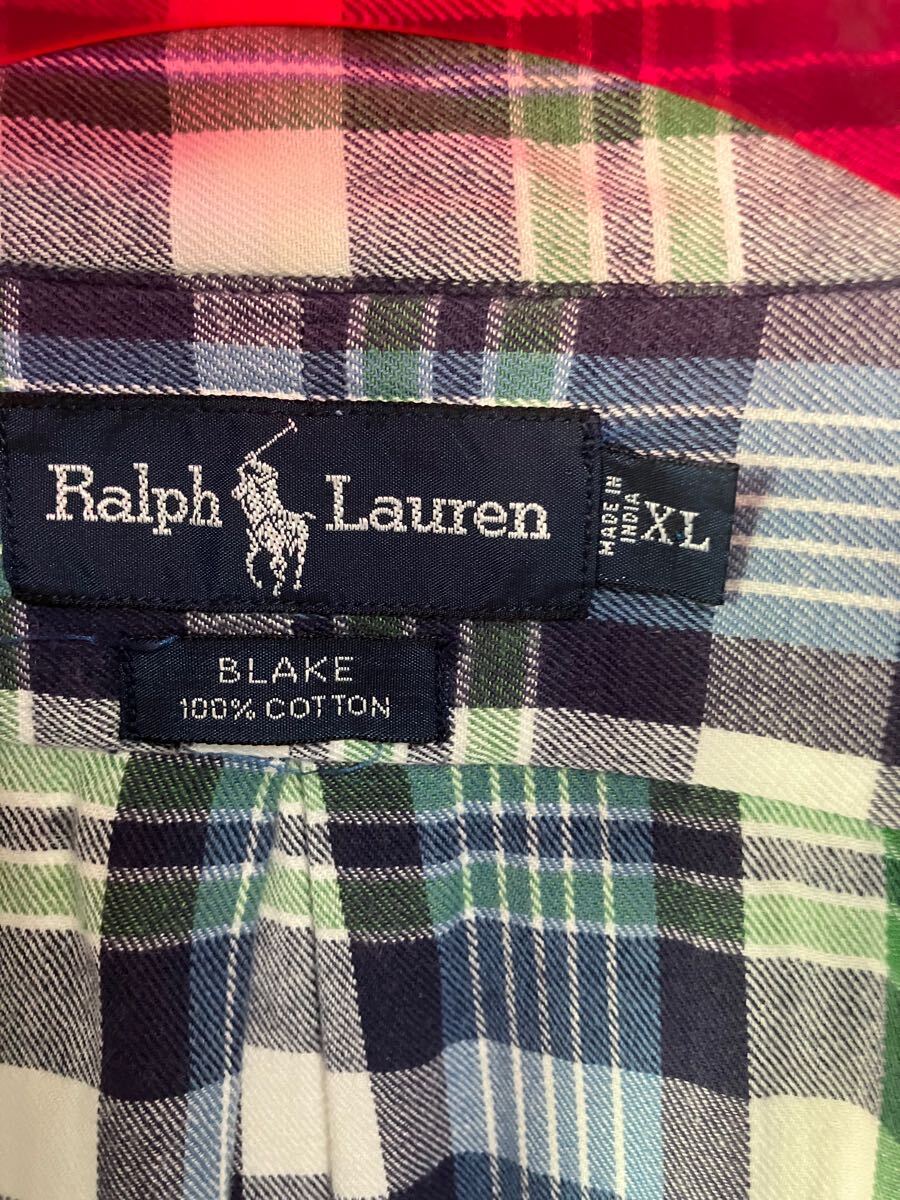 Ralph Lauren
MADE IN
INDIA
XL
BLAKE
100% COTTON